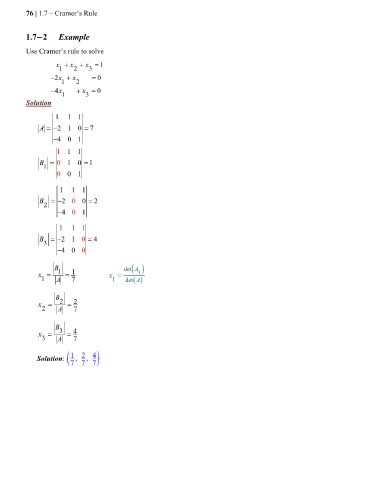 76 | 1.7 – Cramer's Rule
1.7–2 Example
Use Cramer's rule to solve
x₁ + x₂ + x₃ = 1
−2x₁ + x₂ = 0
−4x₁ + x₃ = 0
Solution
|A| = | 1 1 1 |
| −2 1 0 | = 7
| −4 0 1 |
|B₁| = | 1 1 1 |
| 0 1 0 | = 1
| 0 0 1 |
|B₂| = | 1 1 1 |
| −2 0 0 | = 2
| −4 0 1 |
|B₃| = | 1 1 1 |
| −2 1 0 | = 4
| −4 0 0 |
x₁ = |B₁| / |A| = 1/7 x₁ = det(A₁) / det(A)
x₂ = |B₂| / |A| = 2/7
x₃ = |B₃| / |A| = 4/7
Solution: (1/7, 2/7, 4/7)